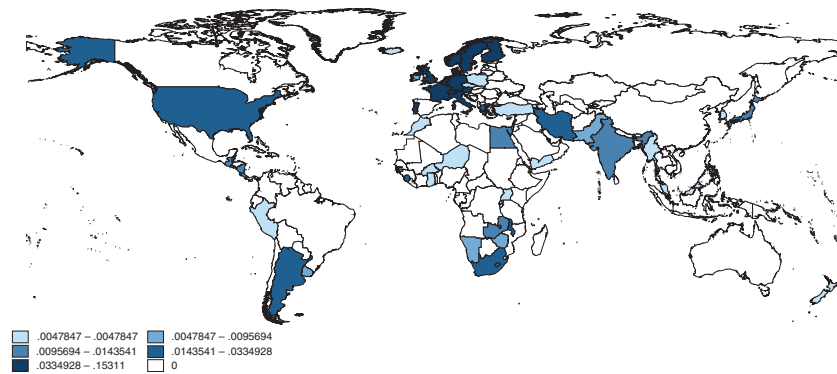 .0047847 – .0047847 .0047847 – .0095694
.0095694 – .0143541 .0143541 – .0334928
.0334928 – .15311 0